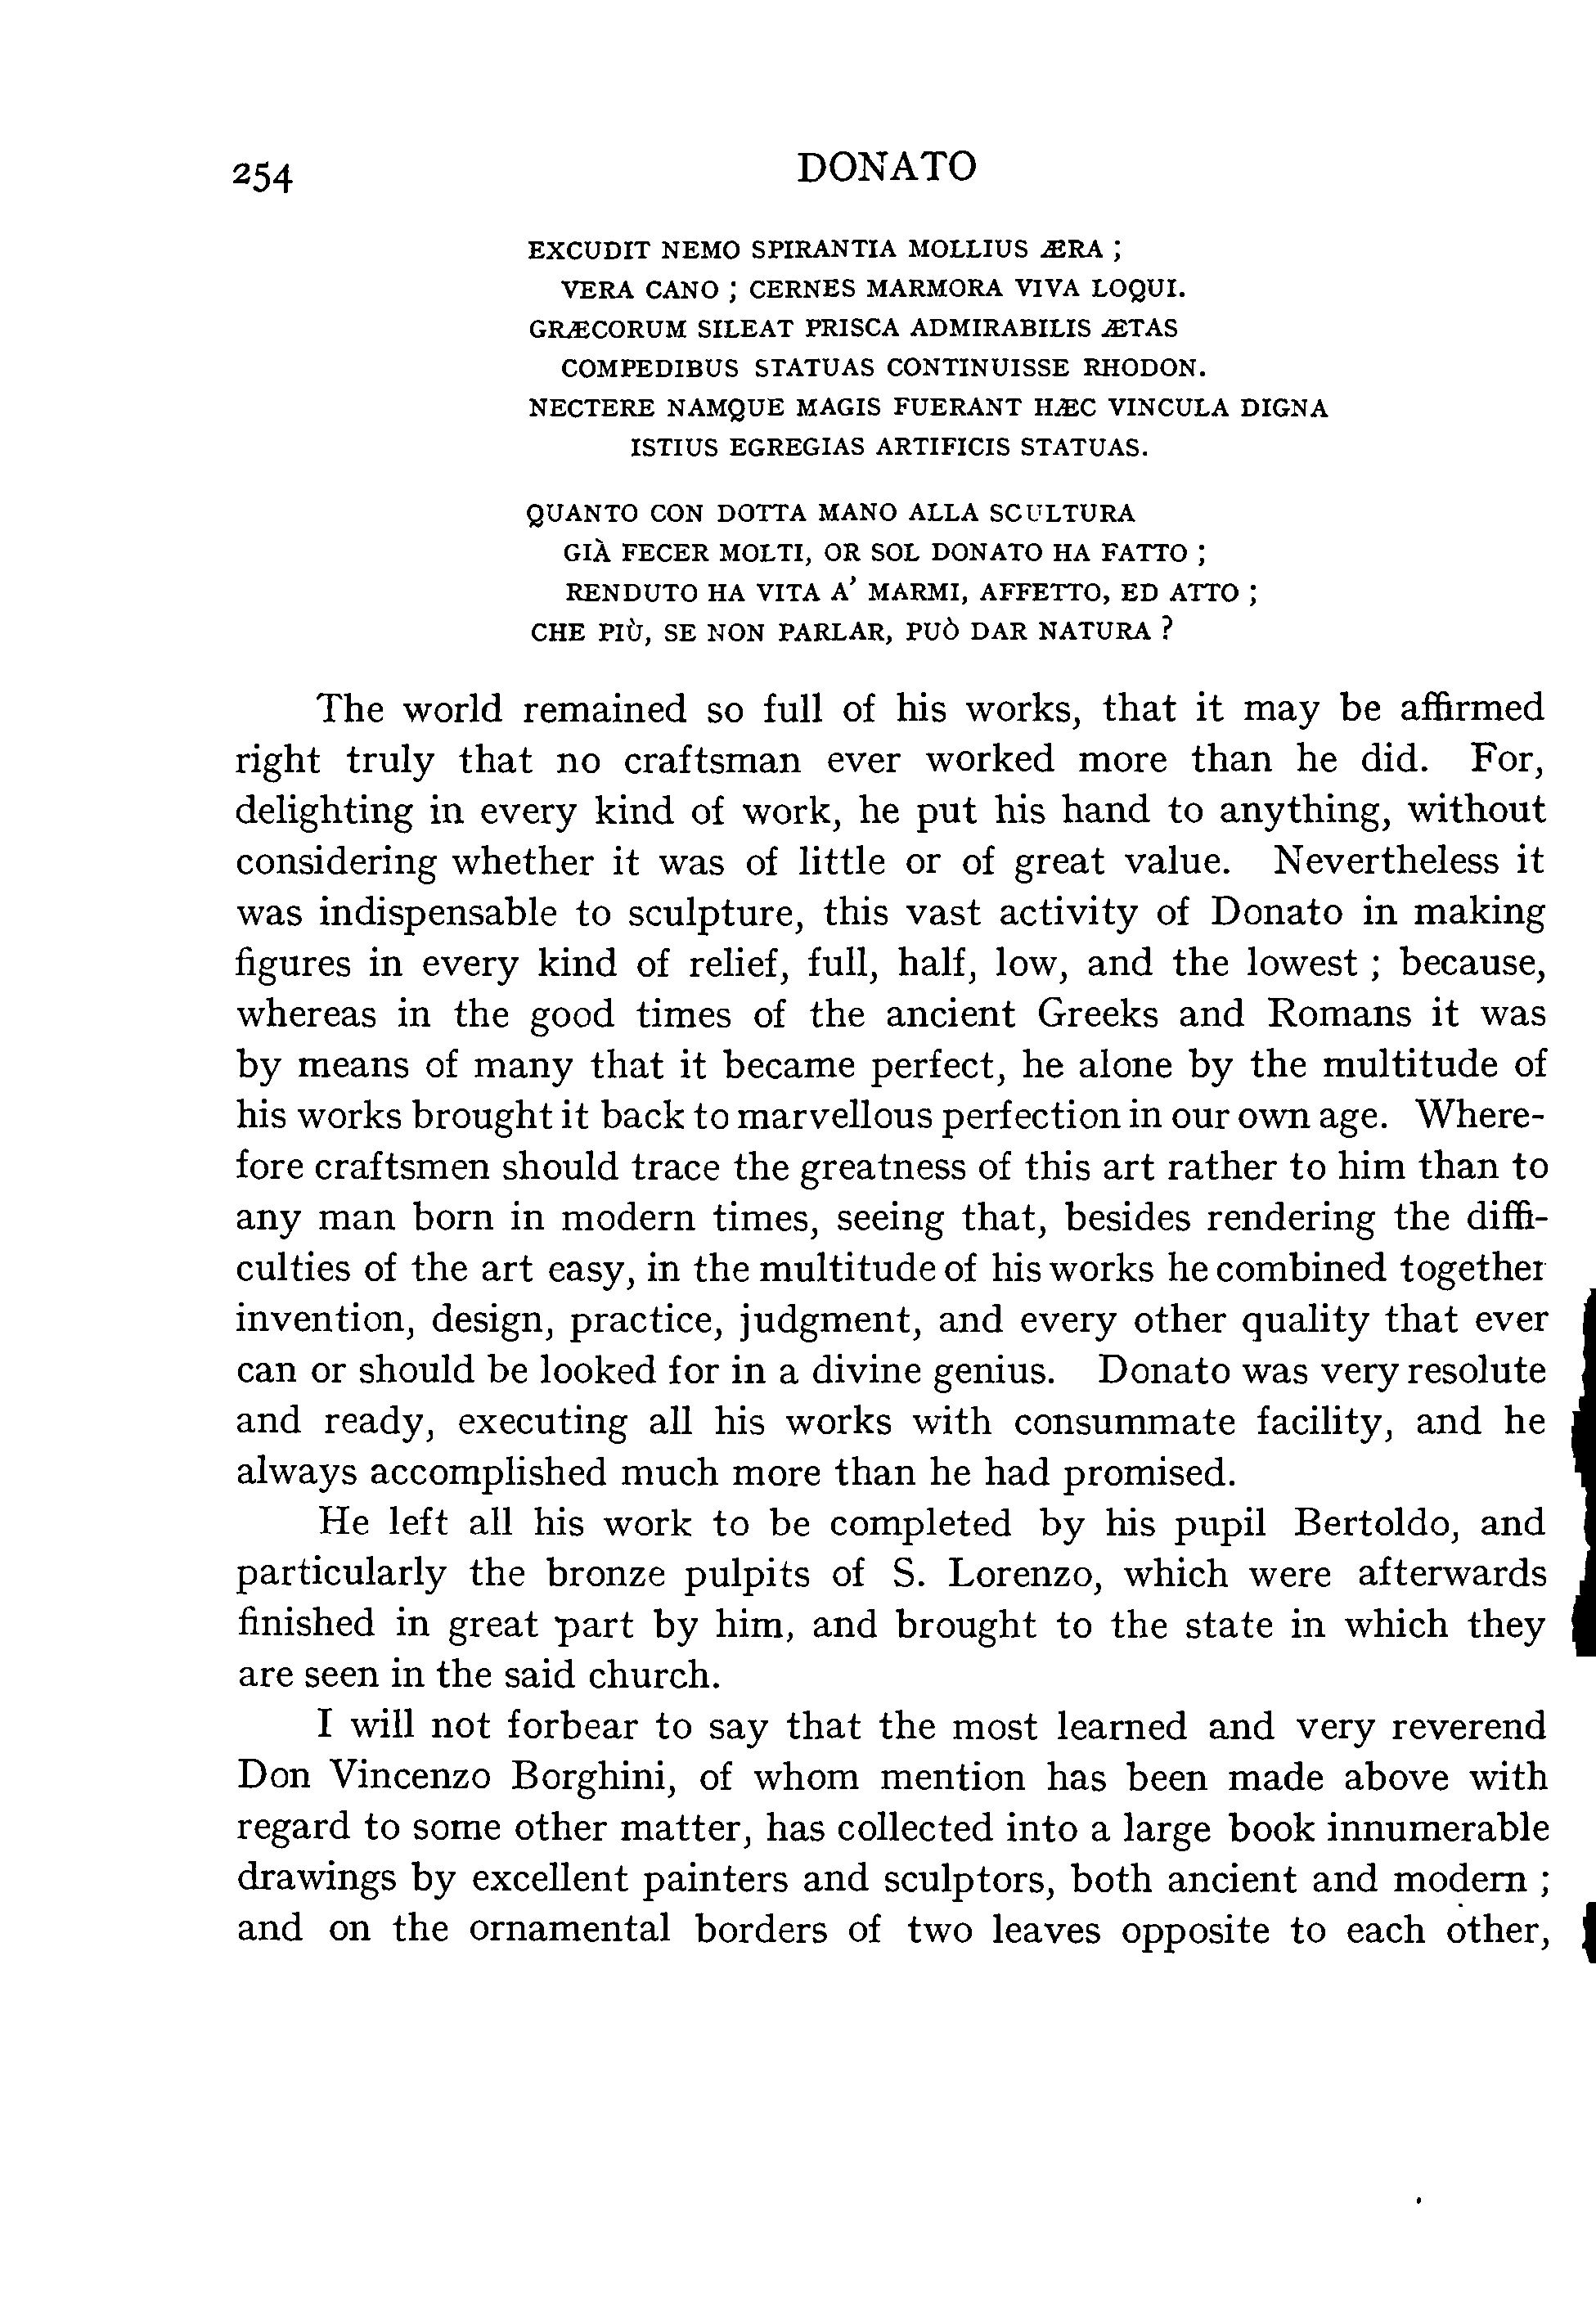 254 DONATO
EXCUDIT NEMO SPIRANTIA MOLLIUS ÆRA ;
VERA CANO ; CERNES MARMORA VIVA LOQUI.
GRÆCORUM SILEAT PRISCA ADMIRABILIS ÆTAS
COMPEDIBUS STATUAS CONTINUISSE RHODON.
NECTERE NAMQUE MAGIS FUERANT HÆC VINCULA DIGNA
ISTIUS EGREGIAS ARTIFICIS STATUAS.
QUANTO CON DOTTA MANO ALLA SCULTURA
GIÀ FECER MOLTI, OR SOL DONATO HA FATTO ;
RENDUTO HA VITA A' MARMI, AFFETTO, ED ATTO ;
CHE PIÙ, SE NON PARLAR, PUÒ DAR NATURA ?
The world remained so full of his works, that it may be affirmed
right truly that no craftsman ever worked more than he did. For,
delighting in every kind of work, he put his hand to anything, without
considering whether it was of little or of great value. Nevertheless it
was indispensable to sculpture, this vast activity of Donato in making
figures in every kind of relief, full, half, low, and the lowest ; because,
whereas in the good times of the ancient Greeks and Romans it was
by means of many that it became perfect, he alone by the multitude of
his works brought it back to marvellous perfection in our own age. Where-
fore craftsmen should trace the greatness of this art rather to him than to
any man born in modern times, seeing that, besides rendering the diffi-
culties of the art easy, in the multitude of his works he combined together
invention, design, practice, judgment, and every other quality that ever
can or should be looked for in a divine genius. Donato was very resolute
and ready, executing all his works with consummate facility, and he
always accomplished much more than he had promised.
He left all his work to be completed by his pupil Bertoldo, and
particularly the bronze pulpits of S. Lorenzo, which were afterwards
finished in great part by him, and brought to the state in which they
are seen in the said church.
I will not forbear to say that the most learned and very reverend
Don Vincenzo Borghini, of whom mention has been made above with
regard to some other matter, has collected into a large book innumerable
drawings by excellent painters and sculptors, both ancient and modern ;
and on the ornamental borders of two leaves opposite to each other,